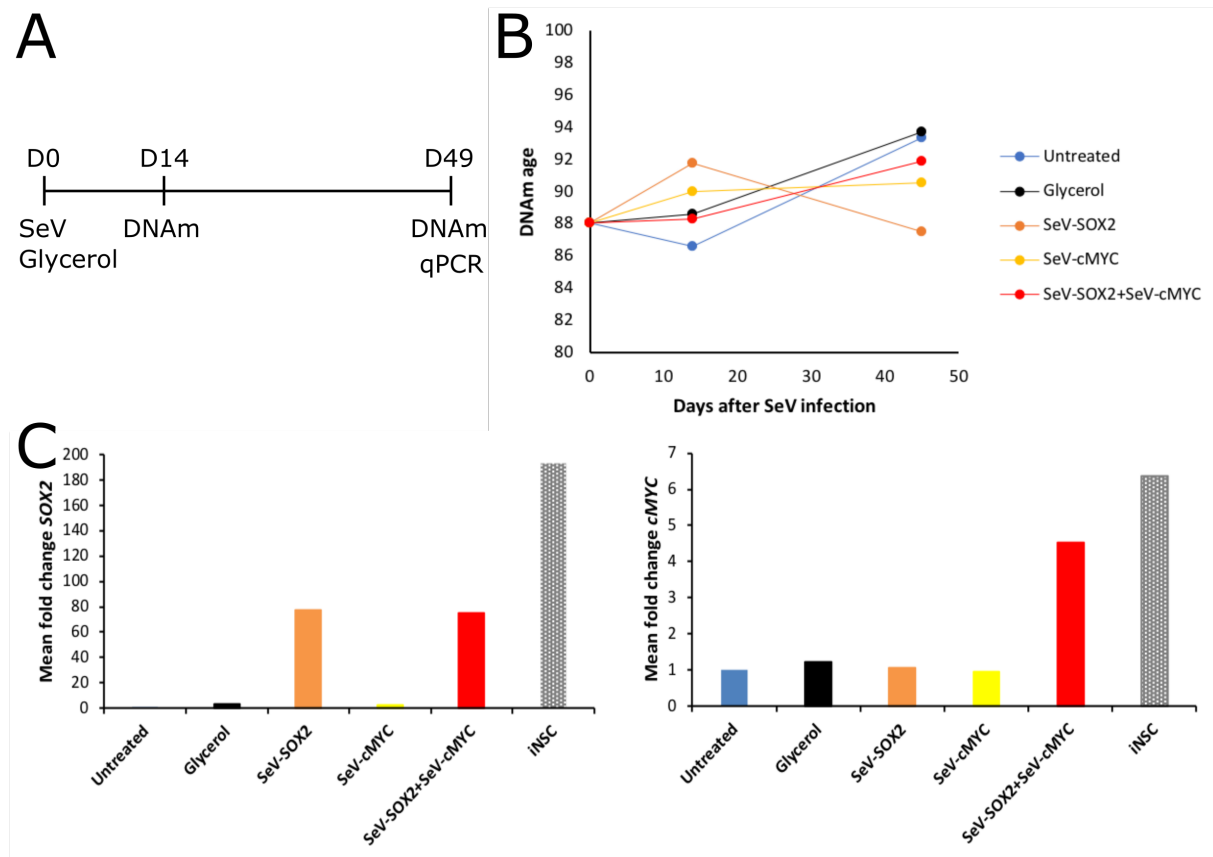 A
D0 D14 D49
SeV DNAm DNAm
Glycerol qPCR
B
100
98
96
94
92
90
88
86
84
82
80
DNAm age
0 10 20 30 40 50
Days after SeV infection
Untreated
Glycerol
SeV-SOX2
SeV-cMYC
SeV-SOX2+SeV-cMYC
C
200
180
160
140
120
100
80
60
40
20
0
Mean fold change SOX2
Untreated
Glycerol
SeV-SOX2
SeV-cMYC
SeV-SOX2+SeV-cMYC
iNSC
7
6
5
4
3
2
1
0
Mean fold change cMYC
Untreated
Glycerol
SeV-SOX2
SeV-cMYC
SeV-SOX2+SeV-cMYC
iNSC